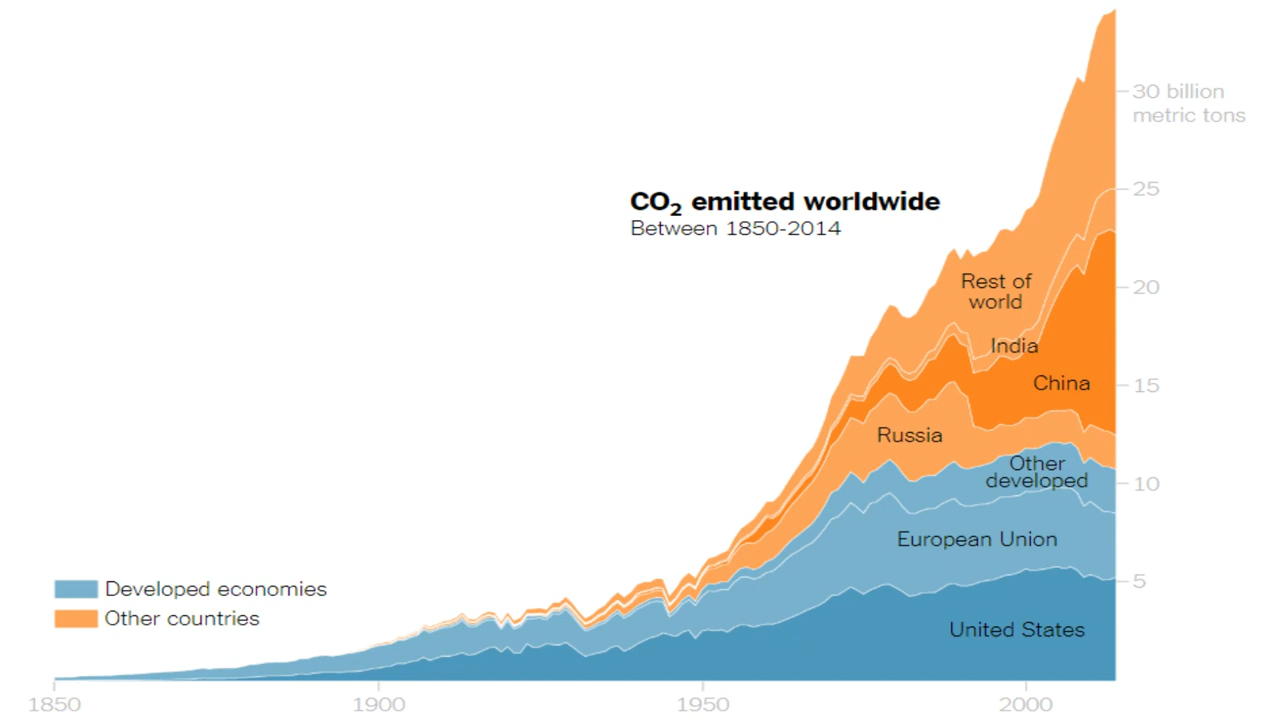 30 billion
metric tons
25
20
15
10
5
CO₂ emitted worldwide
Between 1850-2014
Rest of
world
India
China
Russia
Other
developed
European Union
United States
Developed economies
Other countries
1850
1900
1950
2000